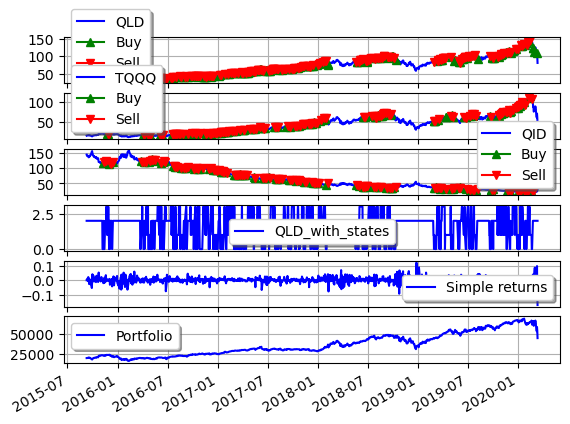 QLD
Buy
Sell
150
100
50
TQQQ
Buy
Sell
100
50
QID
Buy
Sell
150
100
50
2.5
0.0
QLD_with_states
0.1
0.0
−0.1
Simple returns
50000
25000
Portfolio
2015-07
2016-01
2016-07
2017-01
2017-07
2018-01
2018-07
2019-01
2019-07
2020-01